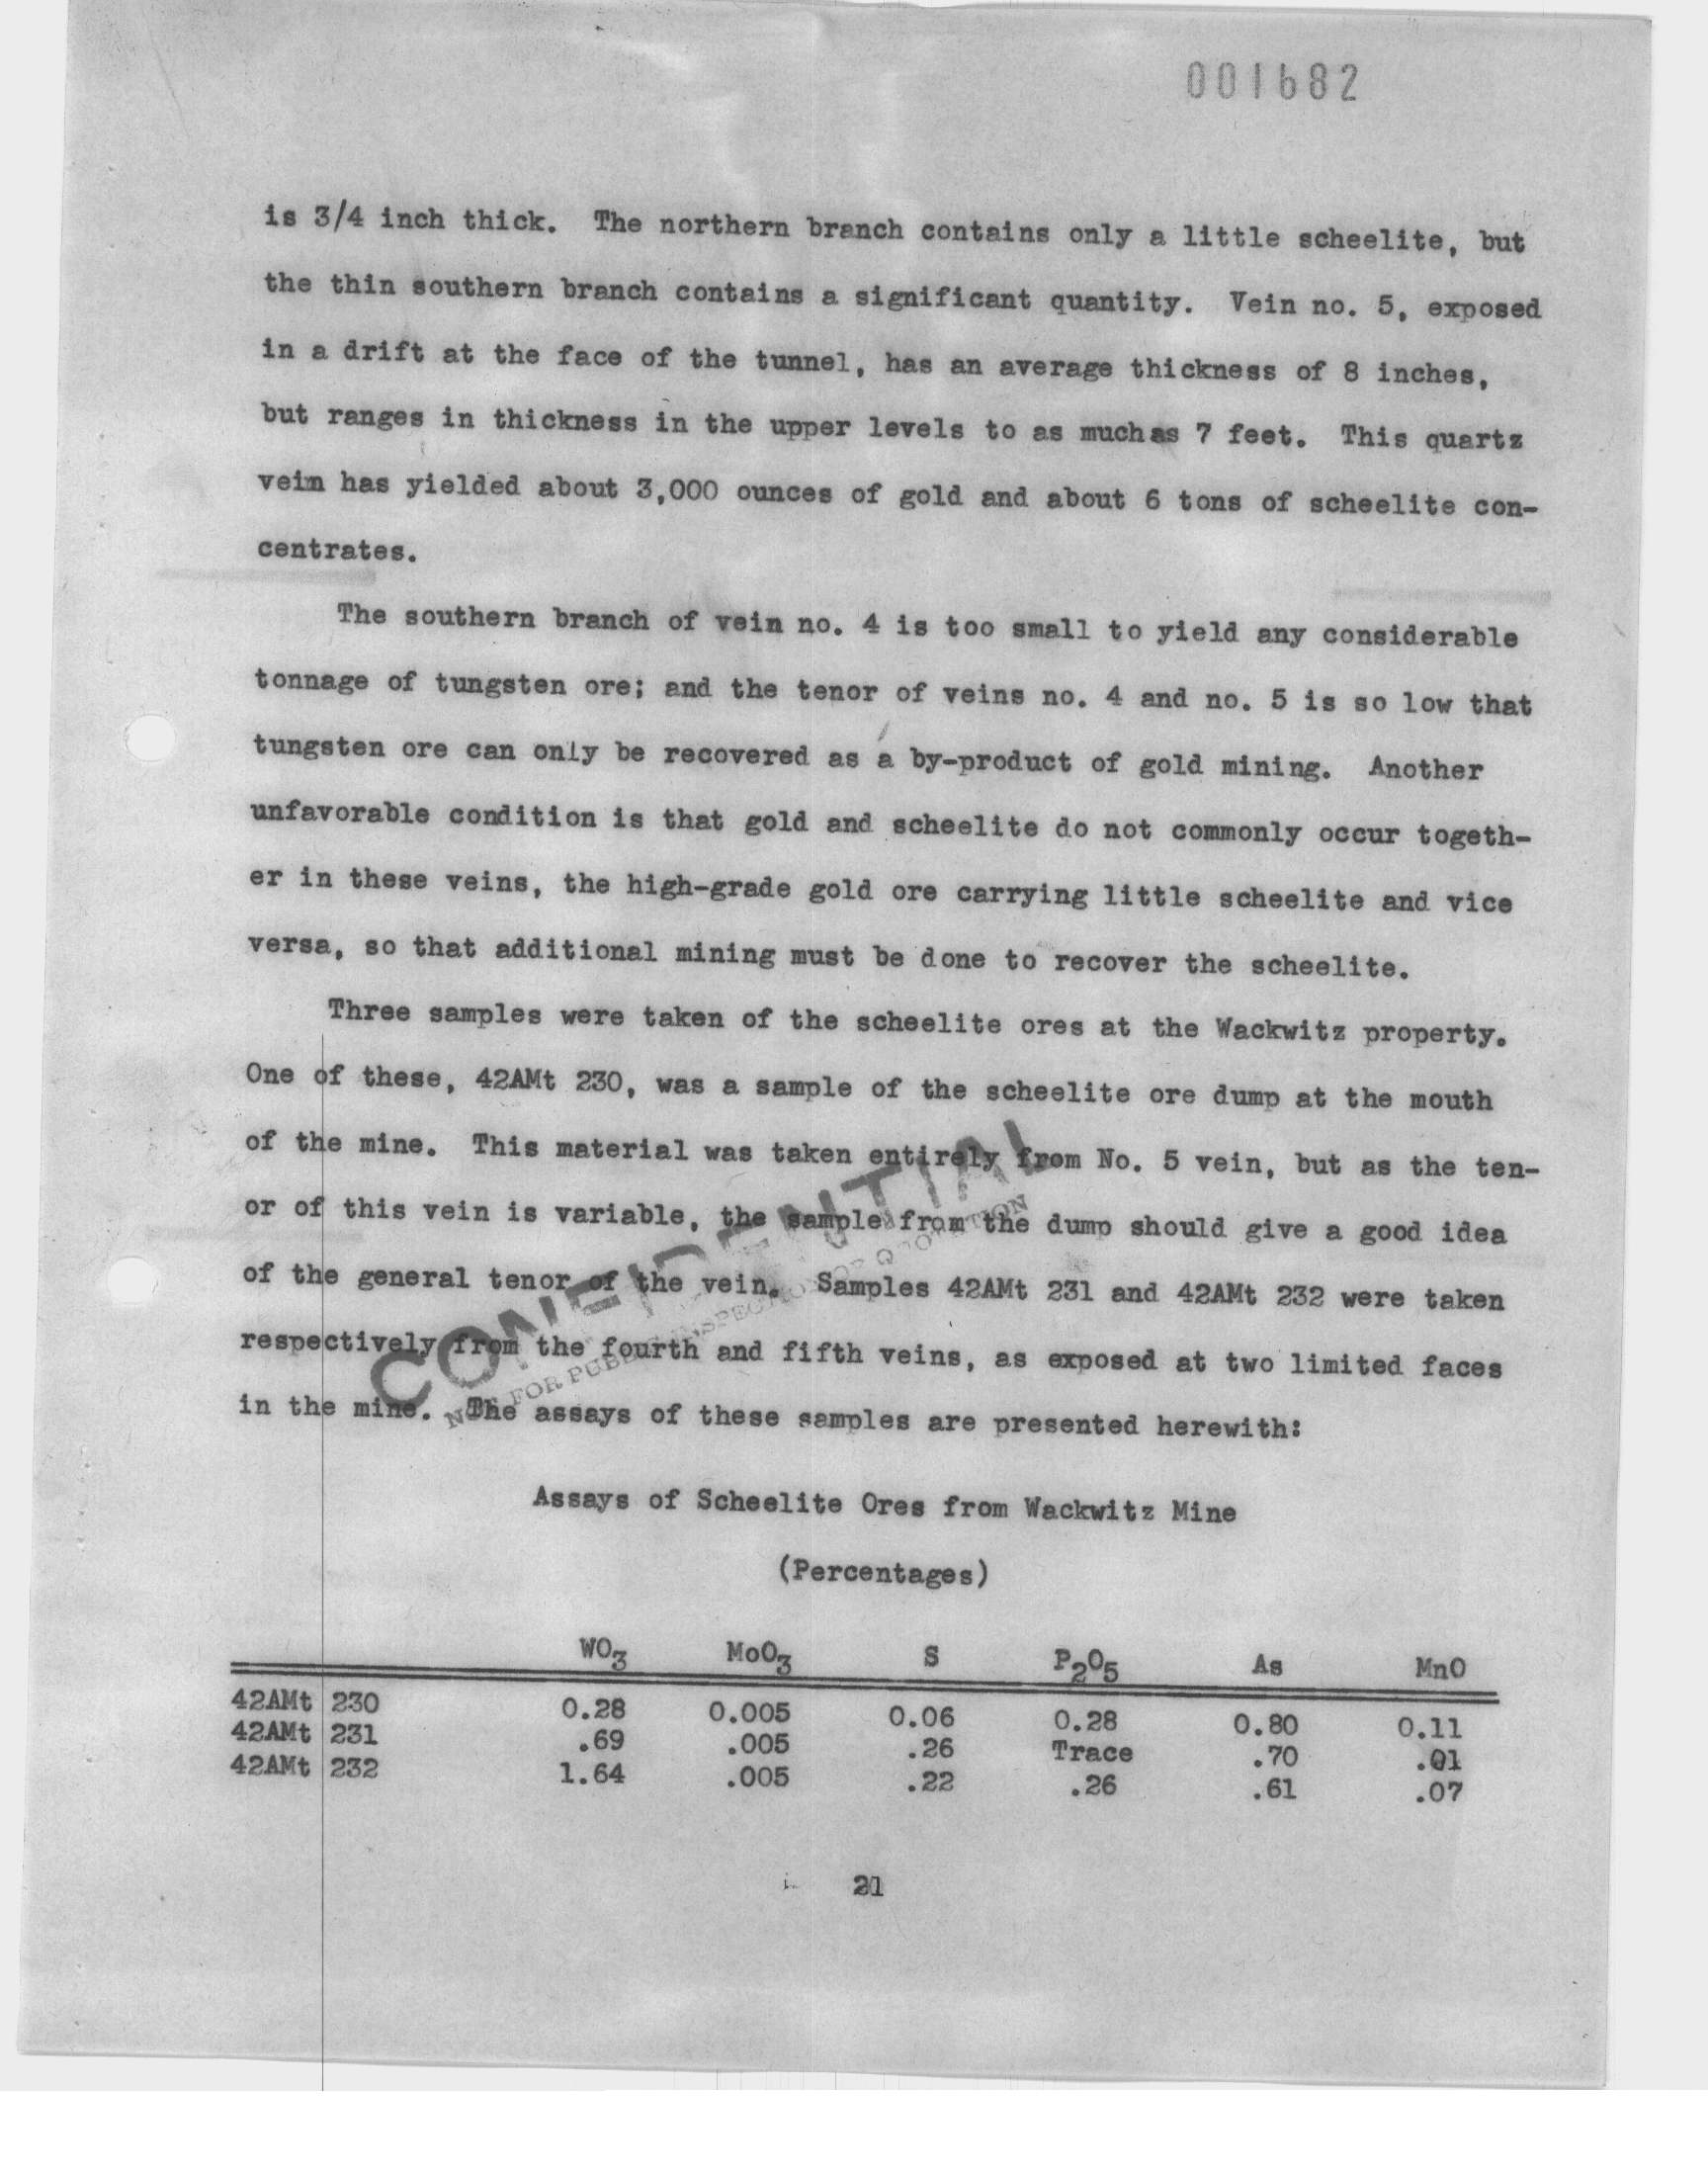 001682
is 3/4 inch thick. The northern branch contains only a little scheelite, but
the thin southern branch contains a significant quantity. Vein no. 5, exposed
in a drift at the face of the tunnel, has an average thickness of 8 inches,
but ranges in thickness in the upper levels to as muchas 7 feet. This quartz
vein has yielded about 3,000 ounces of gold and about 6 tons of scheelite con-
centrates.
The southern branch of vein no. 4 is too small to yield any considerable
tonnage of tungsten ore; and the tenor of veins no. 4 and no. 5 is so low that
tungsten ore can only be recovered as a by-product of gold mining. Another
unfavorable condition is that gold and scheelite do not commonly occur togeth-
er in these veins, the high-grade gold ore carrying little scheelite and vice
versa, so that additional mining must be done to recover the scheelite.
Three samples were taken of the scheelite ores at the Wackwitz property.
One of these, 42AMt 230, was a sample of the scheelite ore dump at the mouth
of the mine. This material was taken entirely from No. 5 vein, but as the ten-
or of this vein is variable, the sample from the dump should give a good idea
of the general tenor of the vein. Samples 42AMt 231 and 42AMt 232 were taken
respectively from the fourth and fifth veins, as exposed at two limited faces
in the mine. The assays of these samples are presented herewith:
CONFIDENTIAL
NOT FOR PUBLIC INSPECTION OR QUOTATION
Assays of Scheelite Ores from Wackwitz Mine
(Percentages)
WO3 MoO3 S P2O5 As MnO
42AMt 230 0.28 0.005 0.06 0.28 0.80 0.11
42AMt 231 .69 .005 .26 Trace .70 .01
42AMt 232 1.64 .005 .22 .26 .61 .07
21